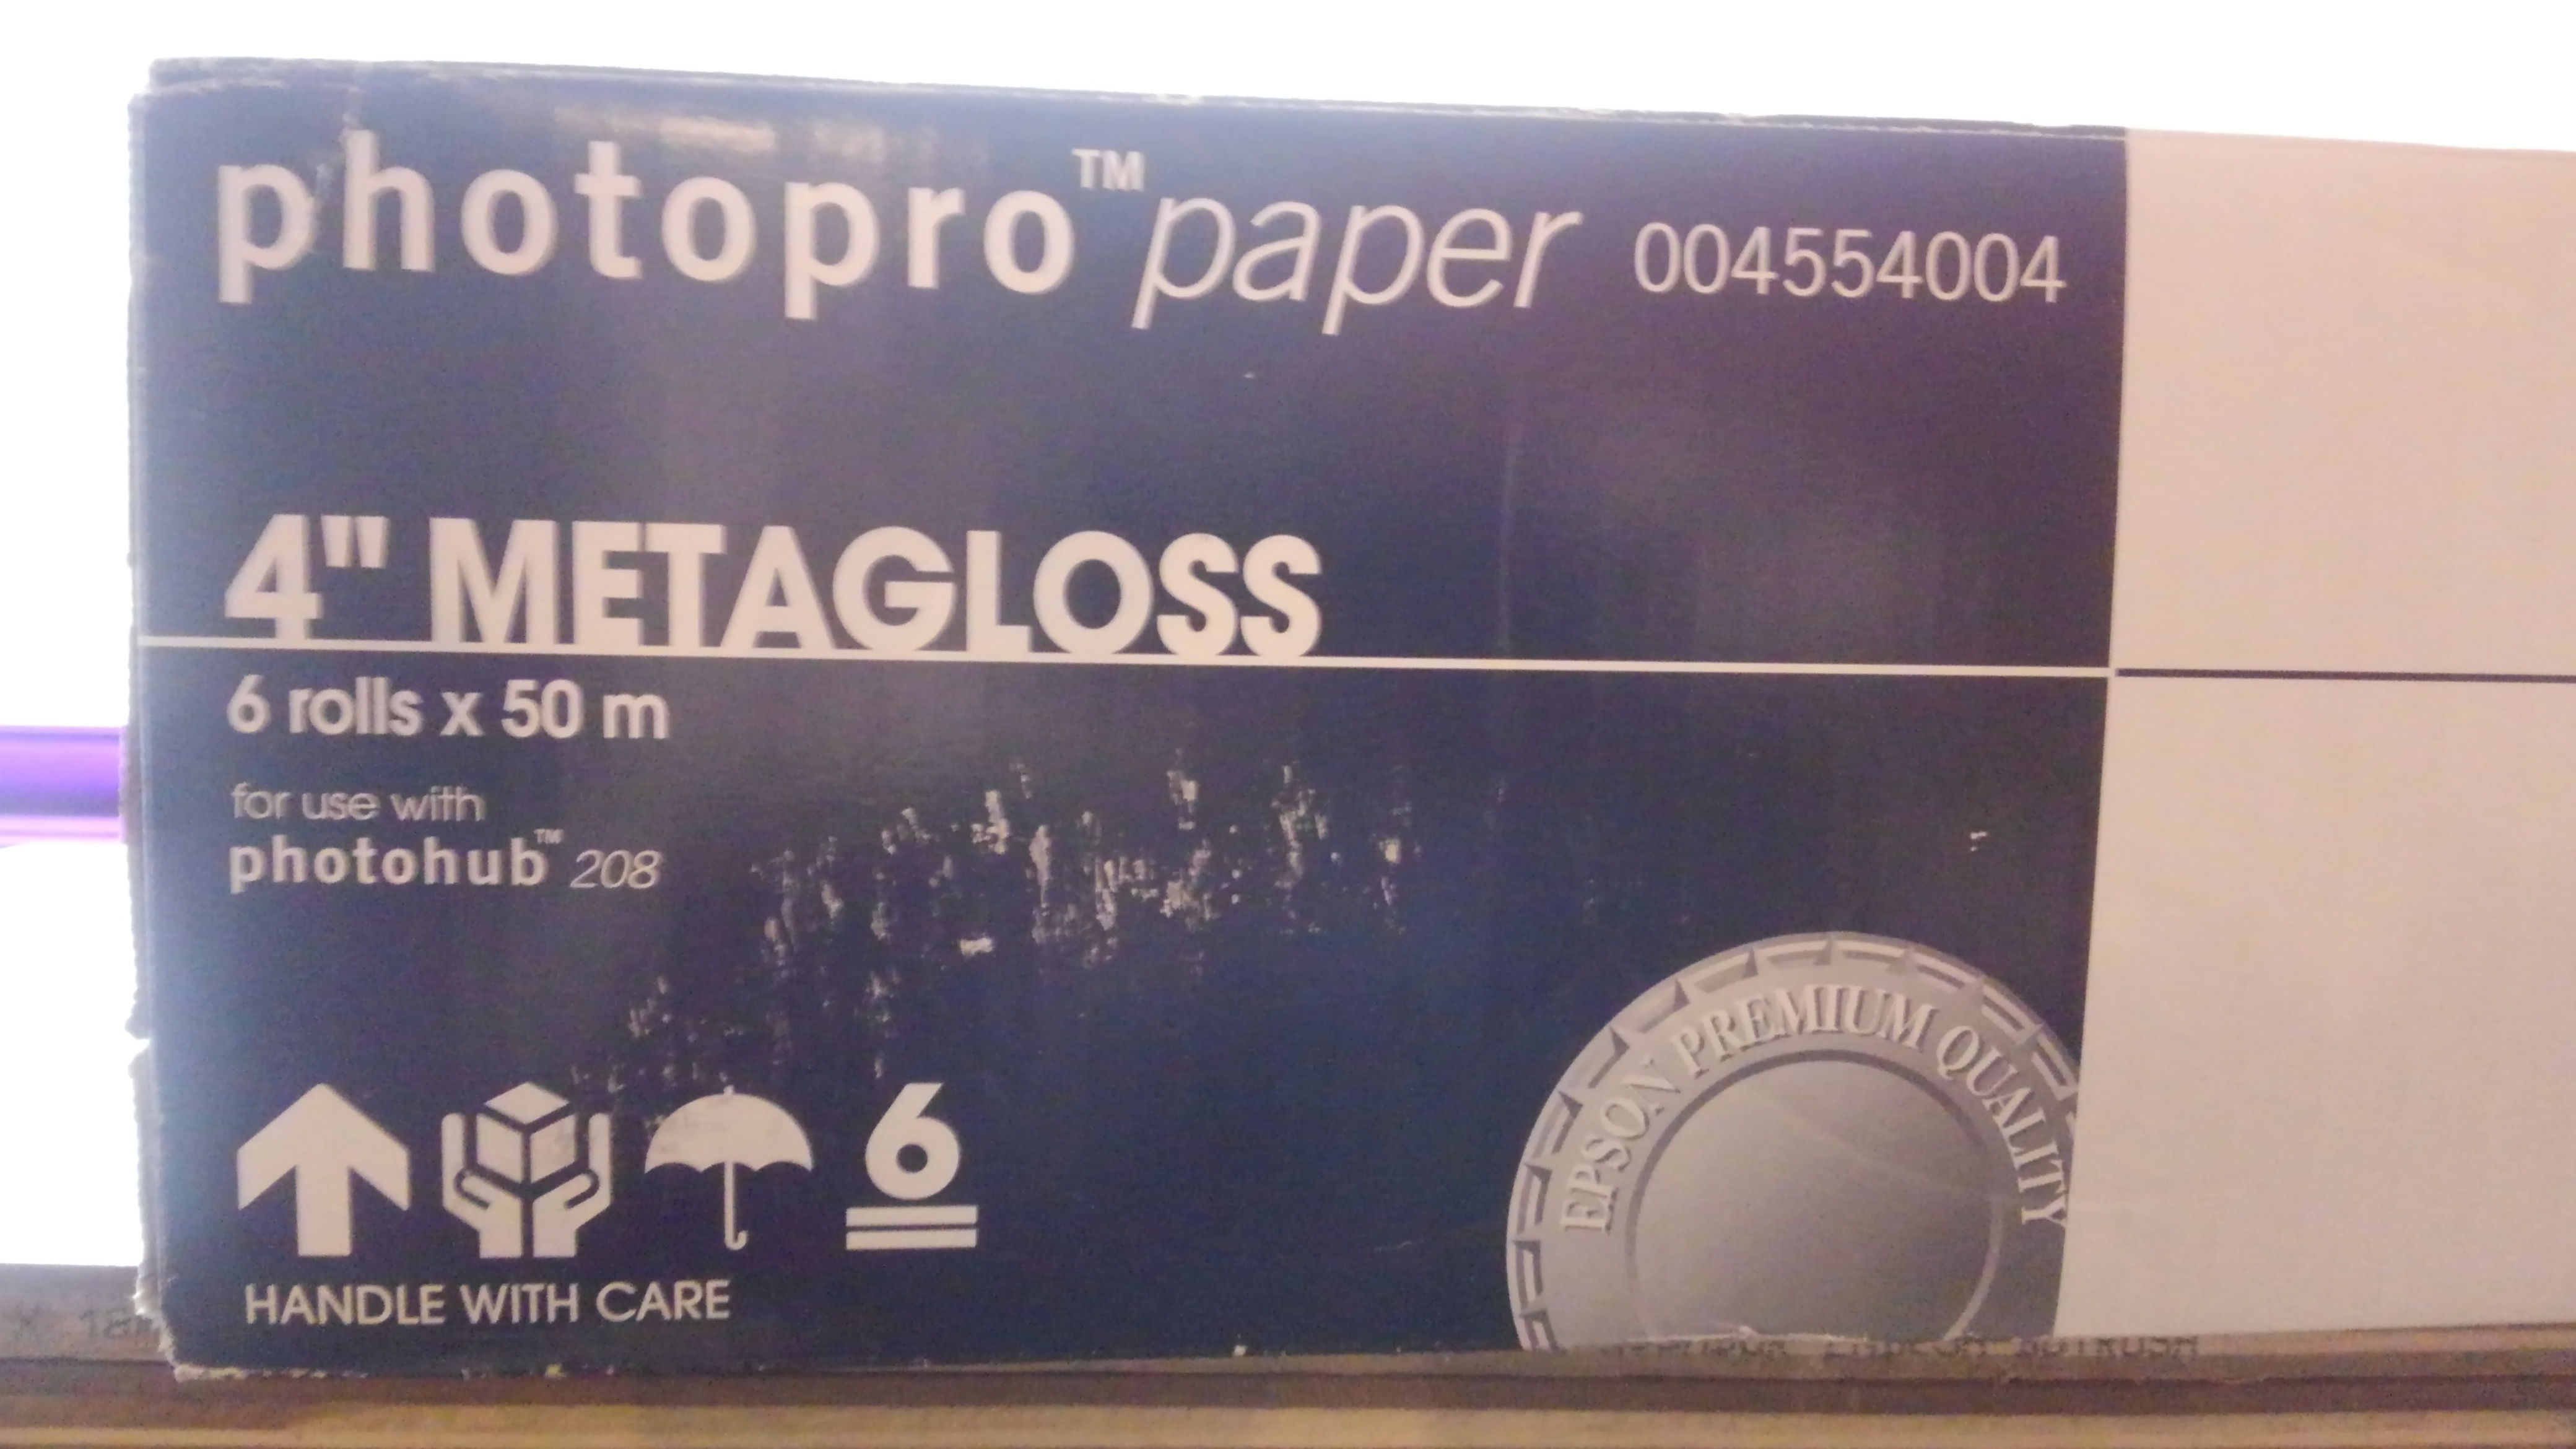 photopro™ paper 004554004
4" METAGLOSS
6 rolls x 50 m
for use with
photohub™ 208
6
HANDLE WITH CARE
EPSON PREMIUM QUALITY